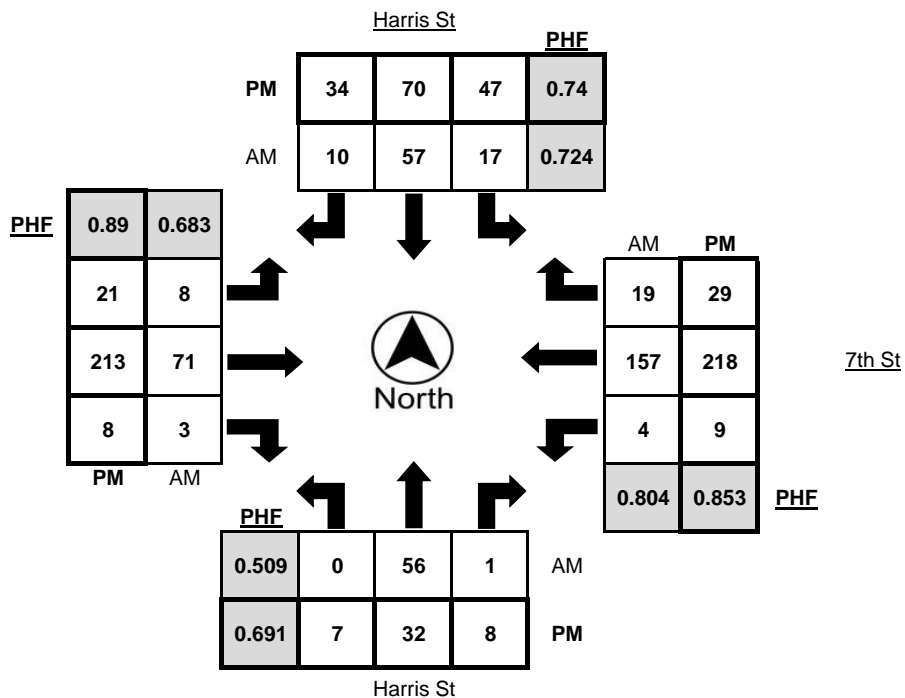 Harris St
PHF
PM 34 70 47 0.74
AM 10 57 17 0.724
PHF 0.89 0.683
21 8
213 71
8 3
PM AM
North
AM PM
19 29
157 218
4 9
0.804 0.853 PHF
7th St
PHF
0.509 0 56 1 AM
0.691 7 32 8 PM
Harris St